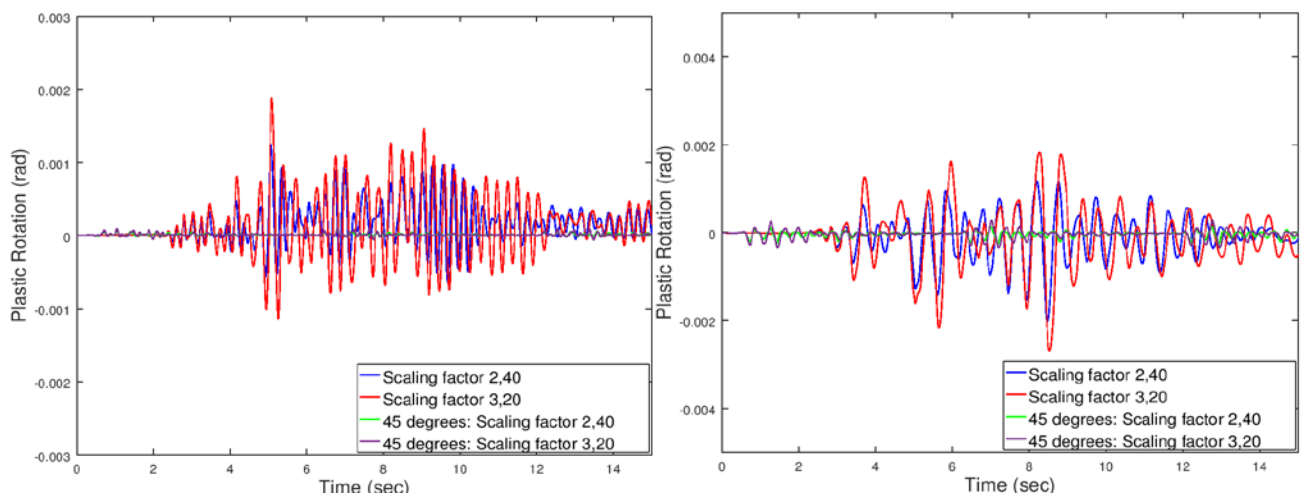 0.003
0.002
0.001
0
-0.001
-0.002
-0.003
Plastic Rotation (rad)
0 2 4 6 8 10 12 14
Time (sec)
Scaling factor 2,40
Scaling factor 3,20
45 degrees: Scaling factor 2,40
45 degrees: Scaling factor 3,20
0.004
0.002
0
-0.002
-0.004
Plastic Rotation (rad)
0 2 4 6 8 10 12 14
Time (sec)
Scaling factor 2,40
Scaling factor 3,20
45 degrees: Scaling factor 2,40
45 degrees: Scaling factor 3,20